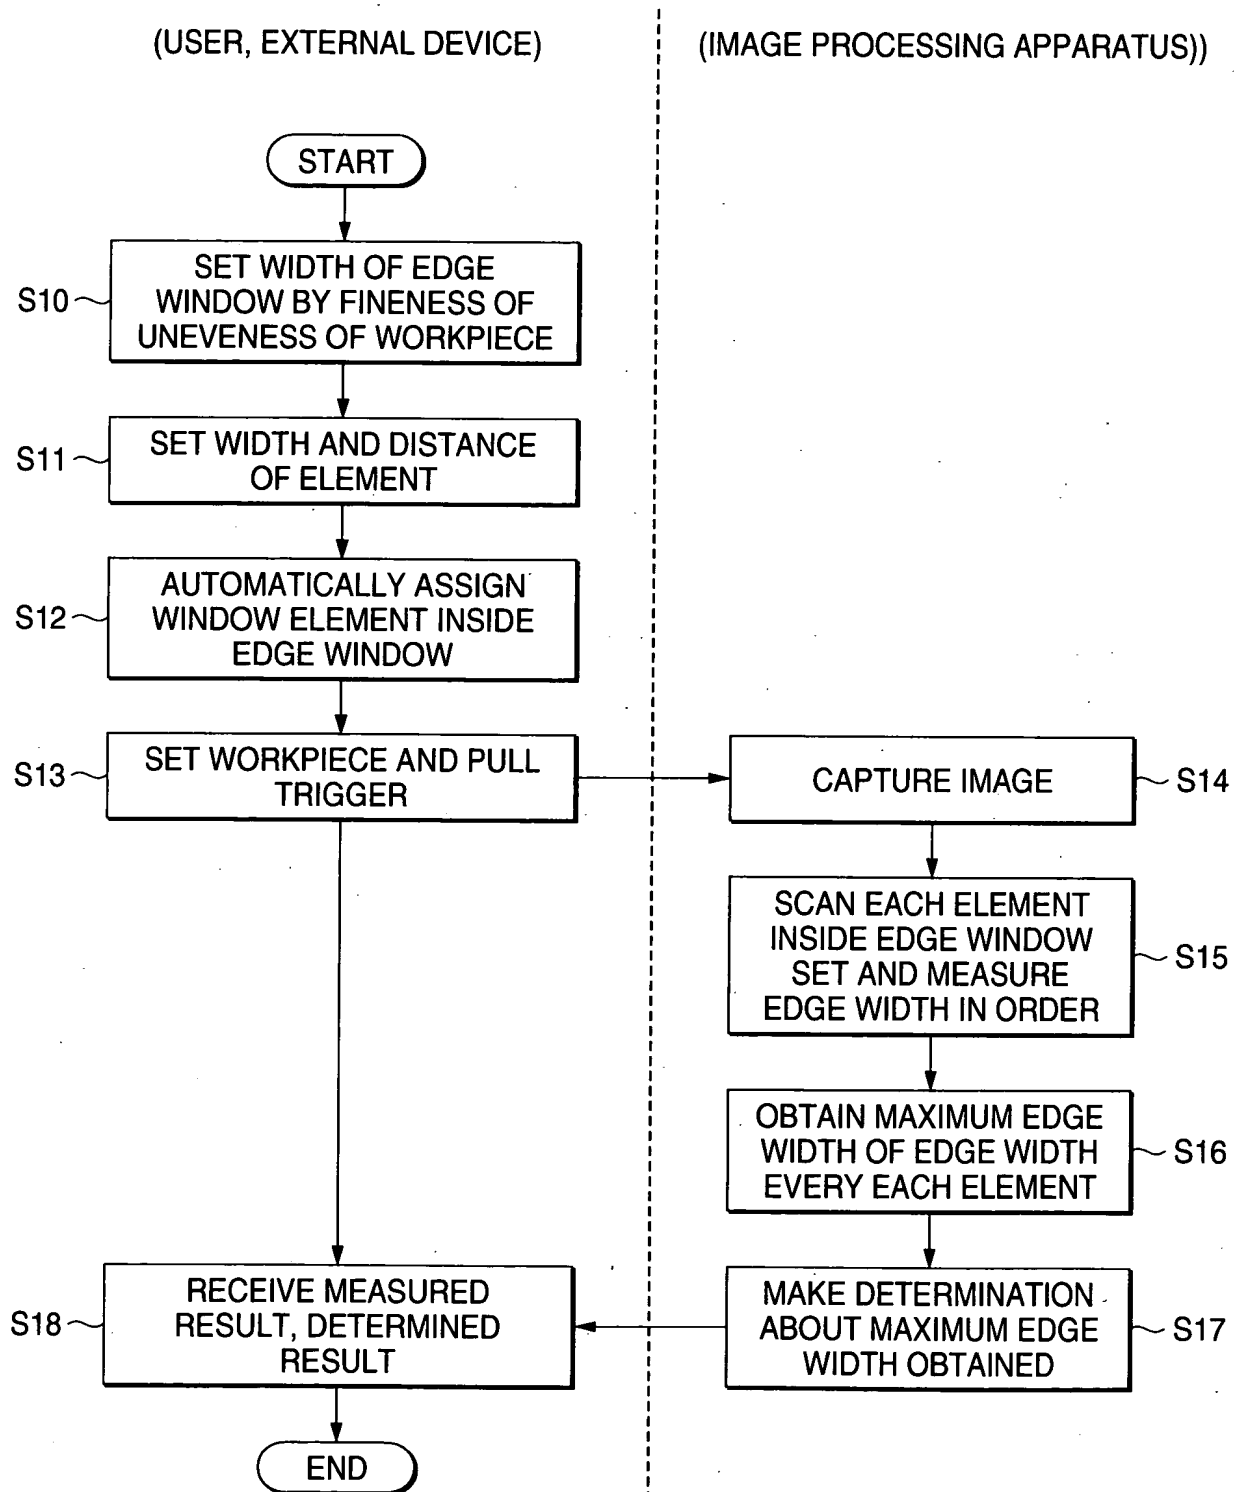 (USER, EXTERNAL DEVICE)
(IMAGE PROCESSING APPARATUS))
START
S10
SET WIDTH OF EDGE
WINDOW BY FINENESS OF
UNEVENESS OF WORKPIECE
S11
SET WIDTH AND DISTANCE
OF ELEMENT
S12
AUTOMATICALLY ASSIGN
WINDOW ELEMENT INSIDE
EDGE WINDOW
S13
SET WORKPIECE AND PULL
TRIGGER
CAPTURE IMAGE
S14
SCAN EACH ELEMENT
INSIDE EDGE WINDOW
SET AND MEASURE
EDGE WIDTH IN ORDER
S15
OBTAIN MAXIMUM EDGE
WIDTH OF EDGE WIDTH
EVERY EACH ELEMENT
S16
MAKE DETERMINATION
ABOUT MAXIMUM EDGE
WIDTH OBTAINED
S17
S18
RECEIVE MEASURED
RESULT, DETERMINED
RESULT
END